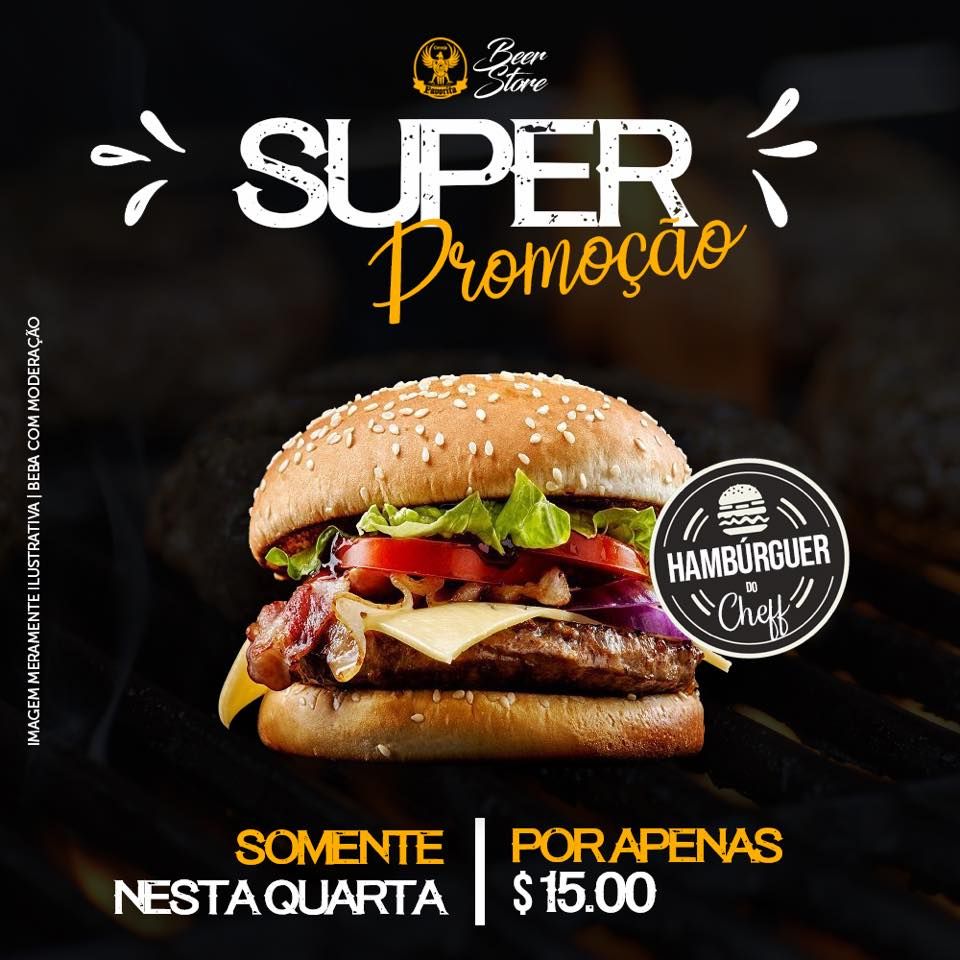 Favorita
Beer
Store
SUPER
Promoção
IMAGEM MERAMENTE ILUSTRATIVA | BEBA COM MODERAÇÃO
HAMBÚRGUER
DO
Cheff
SOMENTE
NESTA QUARTA
POR APENAS
$15.00